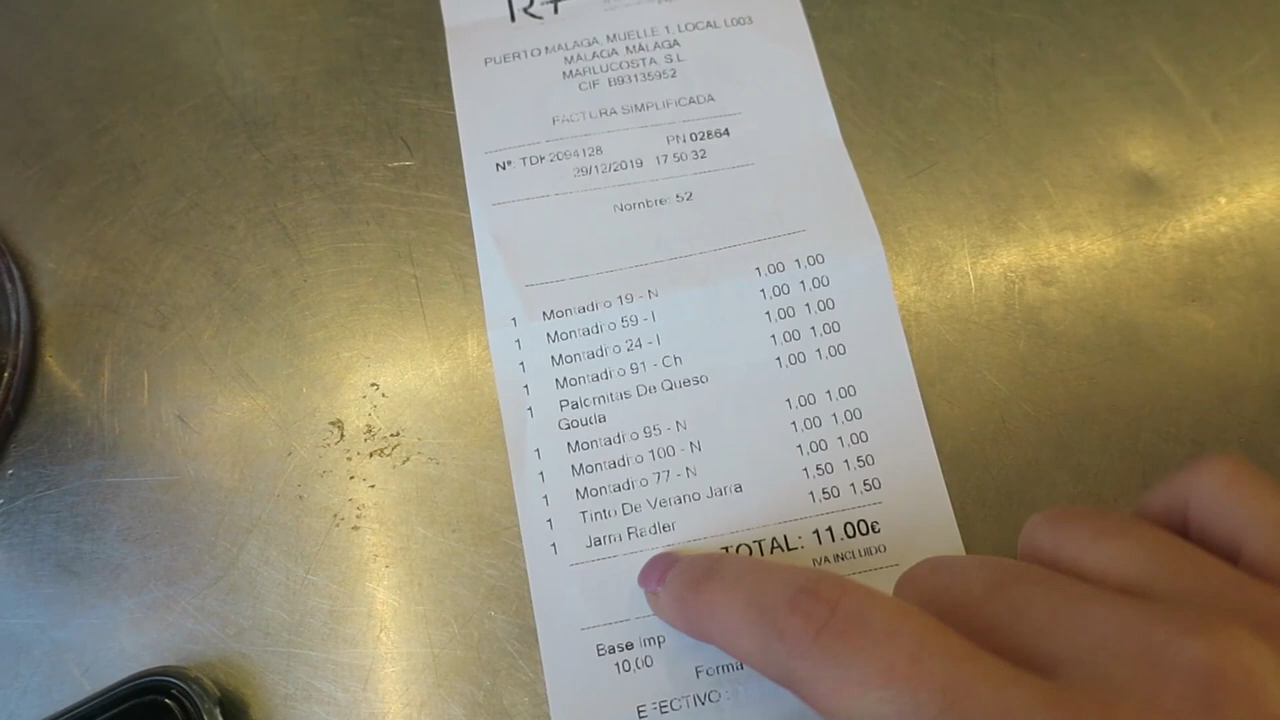 PUERTO MALAGA, MUELLE 1, LOCAL L003
MALAGA, MÁLAGA
MARLUCOSTA, S.L.
CIF B93135952
FACTURA SIMPLIFICADA
Nº: TDK2094128 PN 02864
29/12/2019 17:50:32
Nombre: 52
1 Montadito 19 - N 1,00 1,00
1 Montadito 59 - I 1,00 1,00
1 Montadito 24 - I 1,00 1,00
1 Montadito 91 - Ch 1,00 1,00
1 Palomitas De Queso 1,00 1,00
Gouda
1 Montadito 95 - N 1,00 1,00
1 Montadito 100 - N 1,00 1,00
1 Montadito 77 - N 1,00 1,00
1 Tinto De Verano Jarra 1,50 1,50
1 Jarra Radler 1,50 1,50
TOTAL: 11.00€
IVA INCLUIDO
Base Imp
10,00
Forma
EFECTIVO: